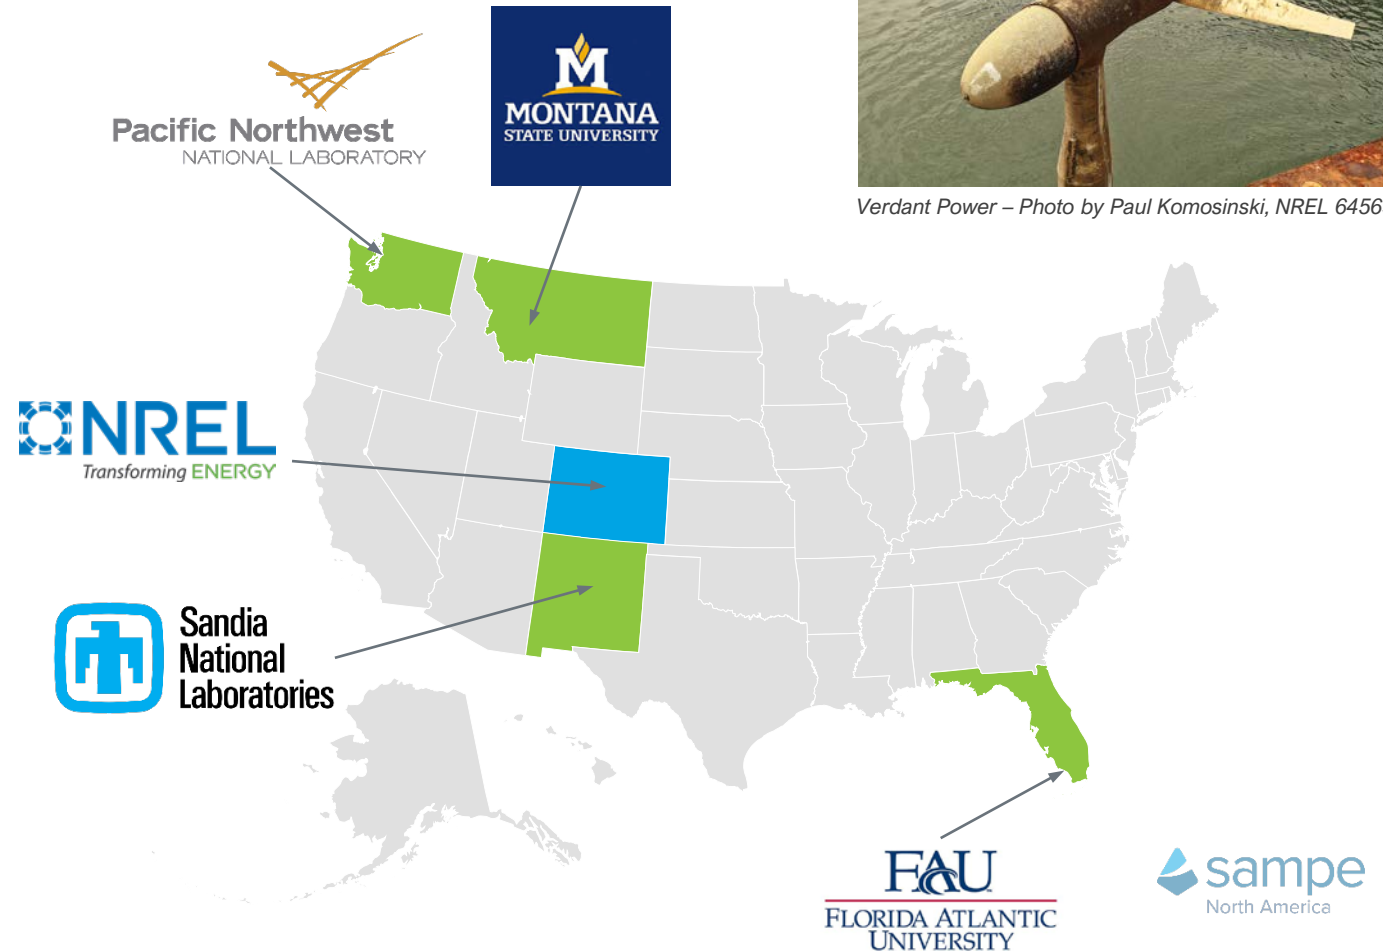 Pacific Northwest
NATIONAL LABORATORY
M
MONTANA
STATE UNIVERSITY
Verdant Power – Photo by Paul Komosinski, NREL 6456
NREL
Transforming ENERGY
Sandia
National
Laboratories
FAU
FLORIDA ATLANTIC
UNIVERSITY
sampe
North America